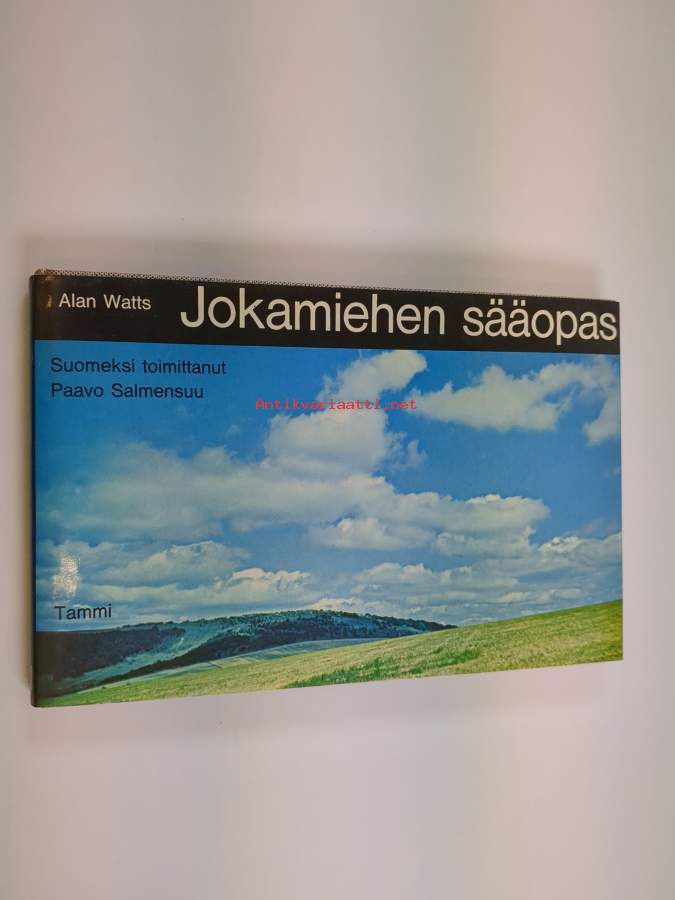 Alan Watts Jokamiehen sääopas
Suomeksi toimittanut
Paavo Salmensuu
Antikvariaatti.net
Tammi